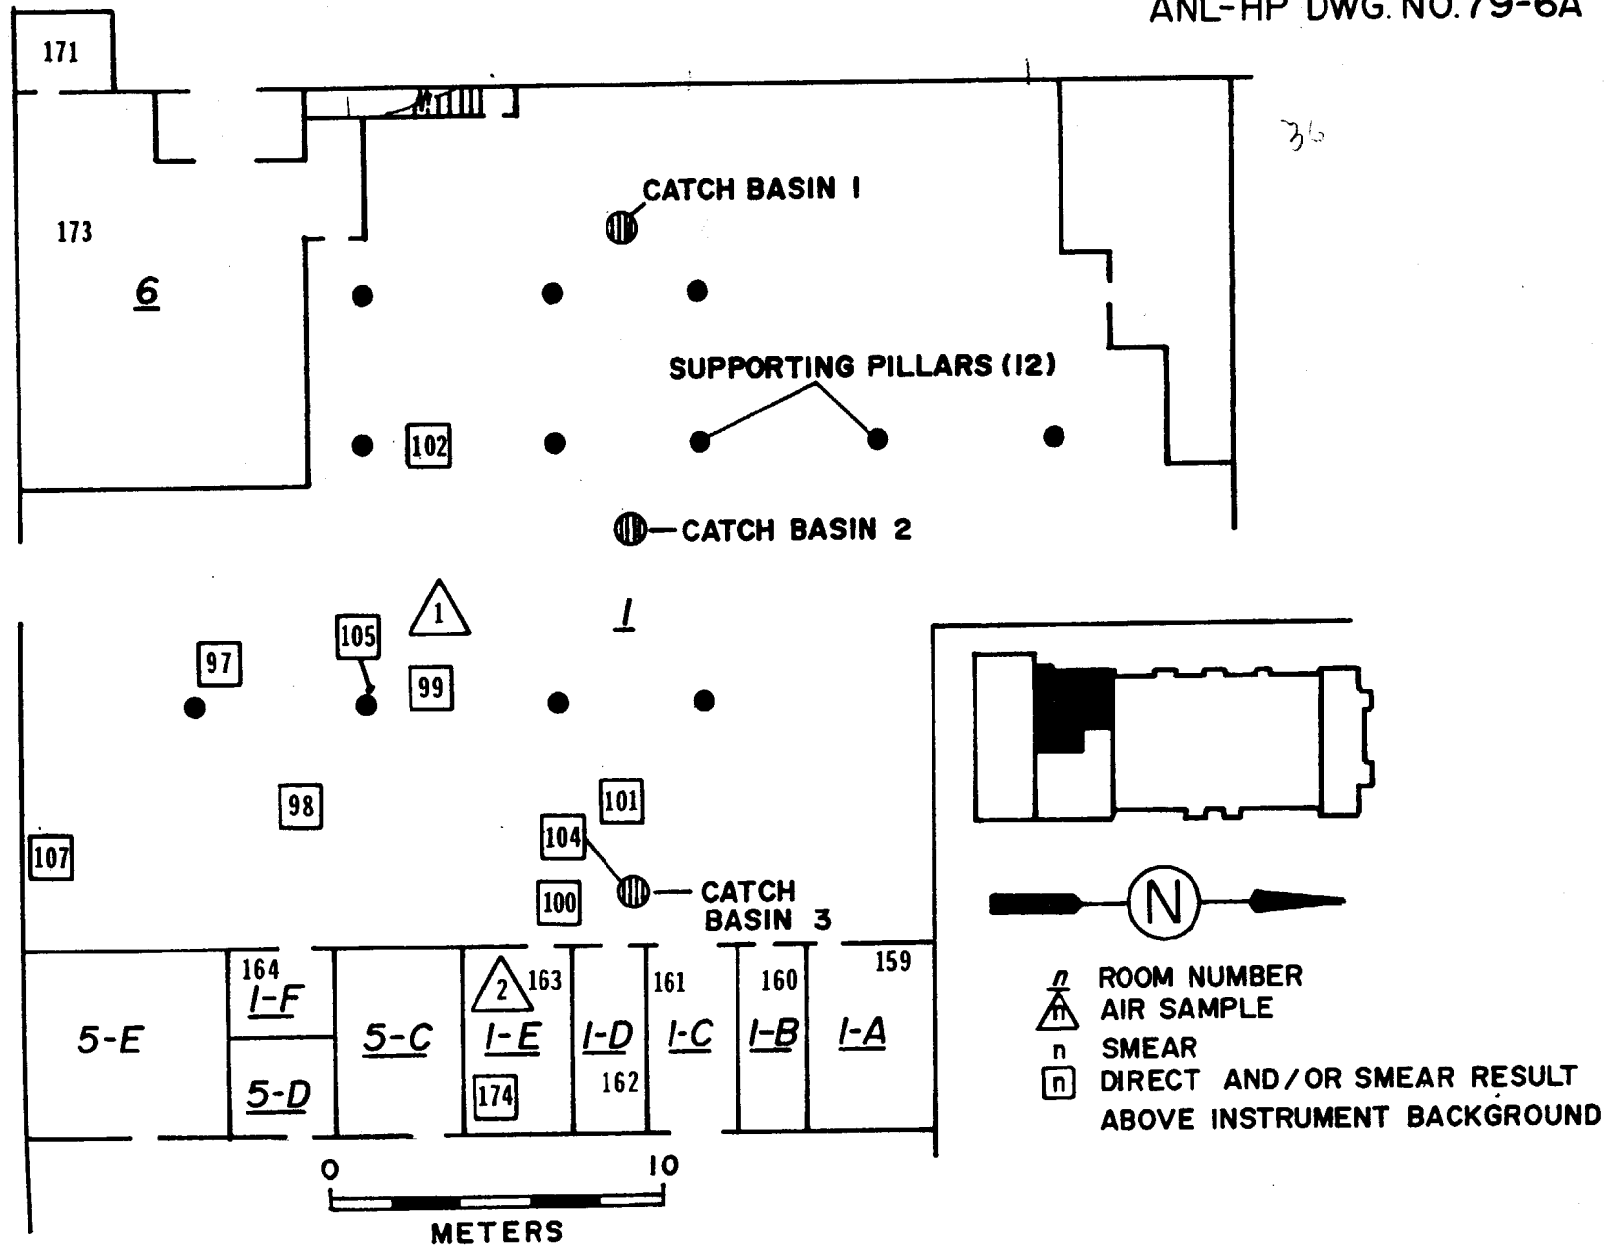 ANL-HP DWG. NO. 79-6A
171
36
CATCH BASIN 1
173
6
SUPPORTING PILLARS (12)
102
CATCH BASIN 2
1
1
105
97
99
98
101
104
107
100
CATCH
BASIN 3
164
1-F
5-E
5-D
5-C
2
163
1-E
174
1-D
162
161
1-C
160
1-B
159
1-A
N
n ROOM NUMBER
n AIR SAMPLE
n SMEAR
n DIRECT AND/OR SMEAR RESULT
ABOVE INSTRUMENT BACKGROUND
0 10
METERS